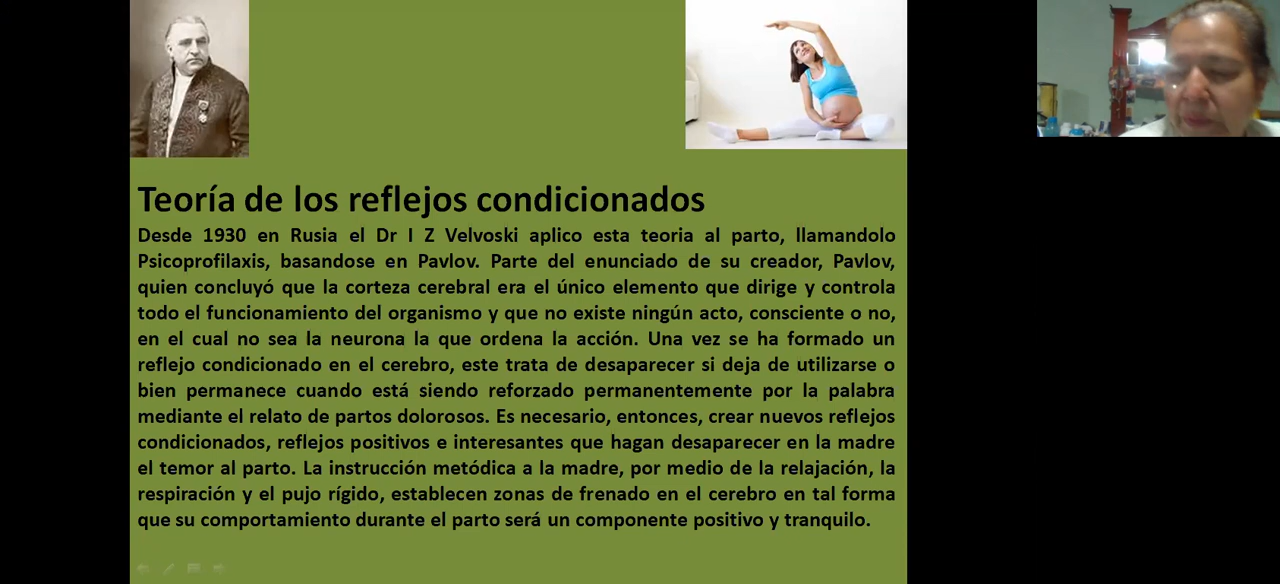 Teoría de los reflejos condicionados
Desde 1930 en Rusia el Dr I Z Velvoski aplico esta teoria al parto, llamandolo
Psicoprofilaxis, basandose en Pavlov. Parte del enunciado de su creador, Pavlov,
quien concluyó que la corteza cerebral era el único elemento que dirige y controla
todo el funcionamiento del organismo y que no existe ningún acto, consciente o no,
en el cual no sea la neurona la que ordena la acción. Una vez se ha formado un
reflejo condicionado en el cerebro, este trata de desaparecer si deja de utilizarse o
bien permanece cuando está siendo reforzado permanentemente por la palabra
mediante el relato de partos dolorosos. Es necesario, entonces, crear nuevos reflejos
condicionados, reflejos positivos e interesantes que hagan desaparecer en la madre
el temor al parto. La instrucción metódica a la madre, por medio de la relajación, la
respiración y el pujo rígido, establecen zonas de frenado en el cerebro en tal forma
que su comportamiento durante el parto será un componente positivo y tranquilo.